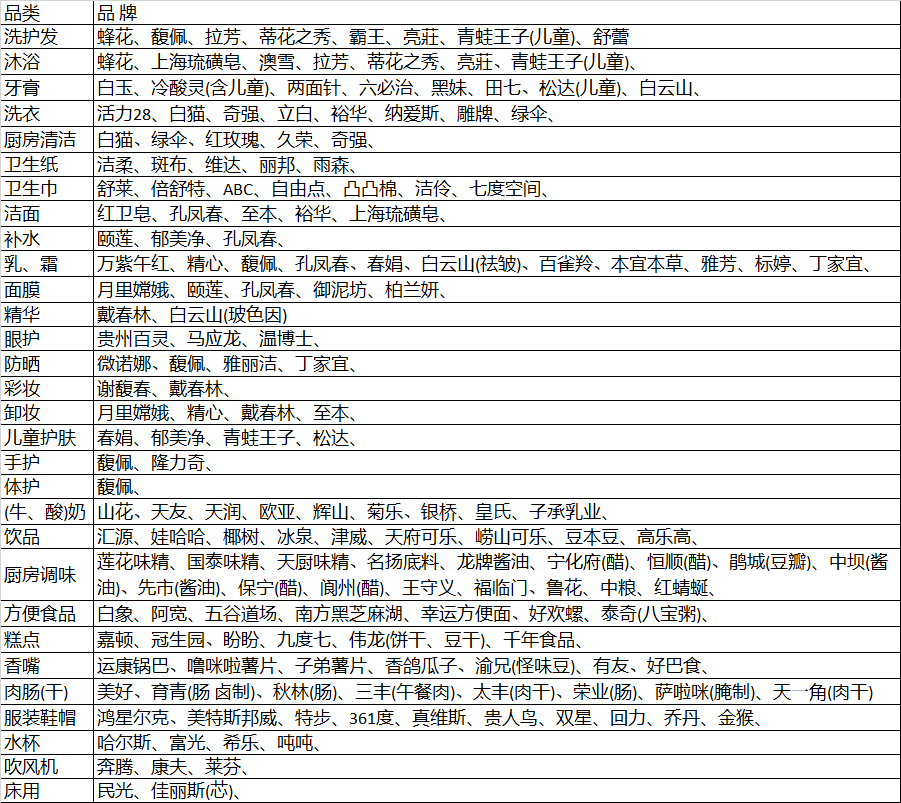 品类 品 牌
洗护发 蜂花、馥佩、拉芳、蒂花之秀、霸王、亮莊、青蛙王子(儿童)、舒蕾
沐浴 蜂花、上海琉磺皂、澳雪、拉芳、蒂花之秀、亮莊、青蛙王子(儿童)、
牙膏 白玉、冷酸灵(含儿童)、两面针、六必治、黑妹、田七、松达(儿童)、白云山、
洗衣 活力28、白猫、奇强、立白、裕华、纳爱斯、雕牌、绿伞、
厨房清洁 白猫、绿伞、红玫瑰、久荣、奇强、
卫生纸 洁柔、斑布、维达、丽邦、雨森、
卫生巾 舒莱、倍舒特、ABC、自由点、凸凸棉、洁伶、七度空间、
洁面 红卫皂、孔凤春、至本、裕华、上海琉磺皂、
补水 颐莲、郁美净、孔凤春、
乳、霜 万紫午红、精心、馥佩、孔凤春、春娟、白云山(祛皱)、百雀羚、本宜本草、雅芳、标婷、丁家宜、
面膜 月里嫦娥、颐莲、孔凤春、御泥坊、柏兰妍、
精华 戴春林、白云山(玻色因)
眼护 贵州百灵、马应龙、温博士、
防晒 微诺娜、馥佩、雅丽洁、丁家宜、
彩妆 谢馥春、戴春林、
卸妆 月里嫦娥、精心、戴春林、至本、
儿童护肤 春娟、郁美净、青蛙王子、松达、
手护 馥佩、隆力奇、
体护 馥佩、
(牛、酸)奶 山花、天友、天润、欧亚、辉山、菊乐、银桥、皇氏、子承乳业、
饮品 汇源、娃哈哈、椰树、冰泉、津威、天府可乐、崂山可乐、豆本豆、高乐高、
厨房调味 莲花味精、国泰味精、天厨味精、名扬底料、龙牌酱油、宁化府(醋)、恒顺(醋)、鹃城(豆瓣)、中坝(酱
油)、先市(酱油)、保宁(醋)、阆州(醋)、王守义、福临门、鲁花、中粮、红蜻蜓、
方便食品 白象、阿宽、五谷道场、南方黑芝麻湖、幸运方便面、好欢螺、泰奇(八宝粥)、
糕点 嘉顿、冠生园、盼盼、九度七、伟龙(饼干、豆干)、千年食品、
香嘴 运康锅巴、噜咪啦薯片、子弟薯片、香鸽瓜子、渝兄(怪味豆)、有友、好巴食、
肉肠(干) 美好、育青(肠 卤制)、秋林(肠)、三丰(午餐肉)、太丰(肉干)、荣业(肠)、萨啦咪(腌制)、天一角(肉干)
服装鞋帽 鸿星尔克、美特斯邦威、特步、361度、真维斯、贵人鸟、双星、回力、乔丹、金猴、
水杯 哈尔斯、富光、希乐、吨吨、
吹风机 奔腾、康夫、莱芬、
床用 民光、佳丽斯(芯)、